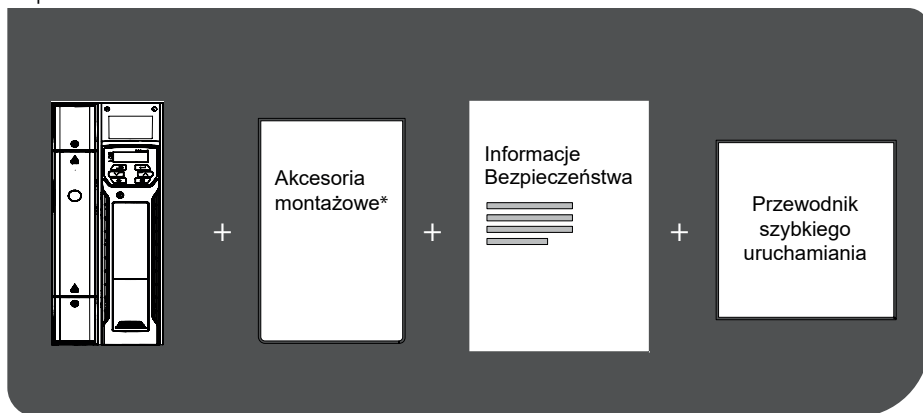 +
Akcesoria
montażowe*
+
Informacje
Bezpieczeństwa
+
Przewodnik
szybkiego
uruchamiania